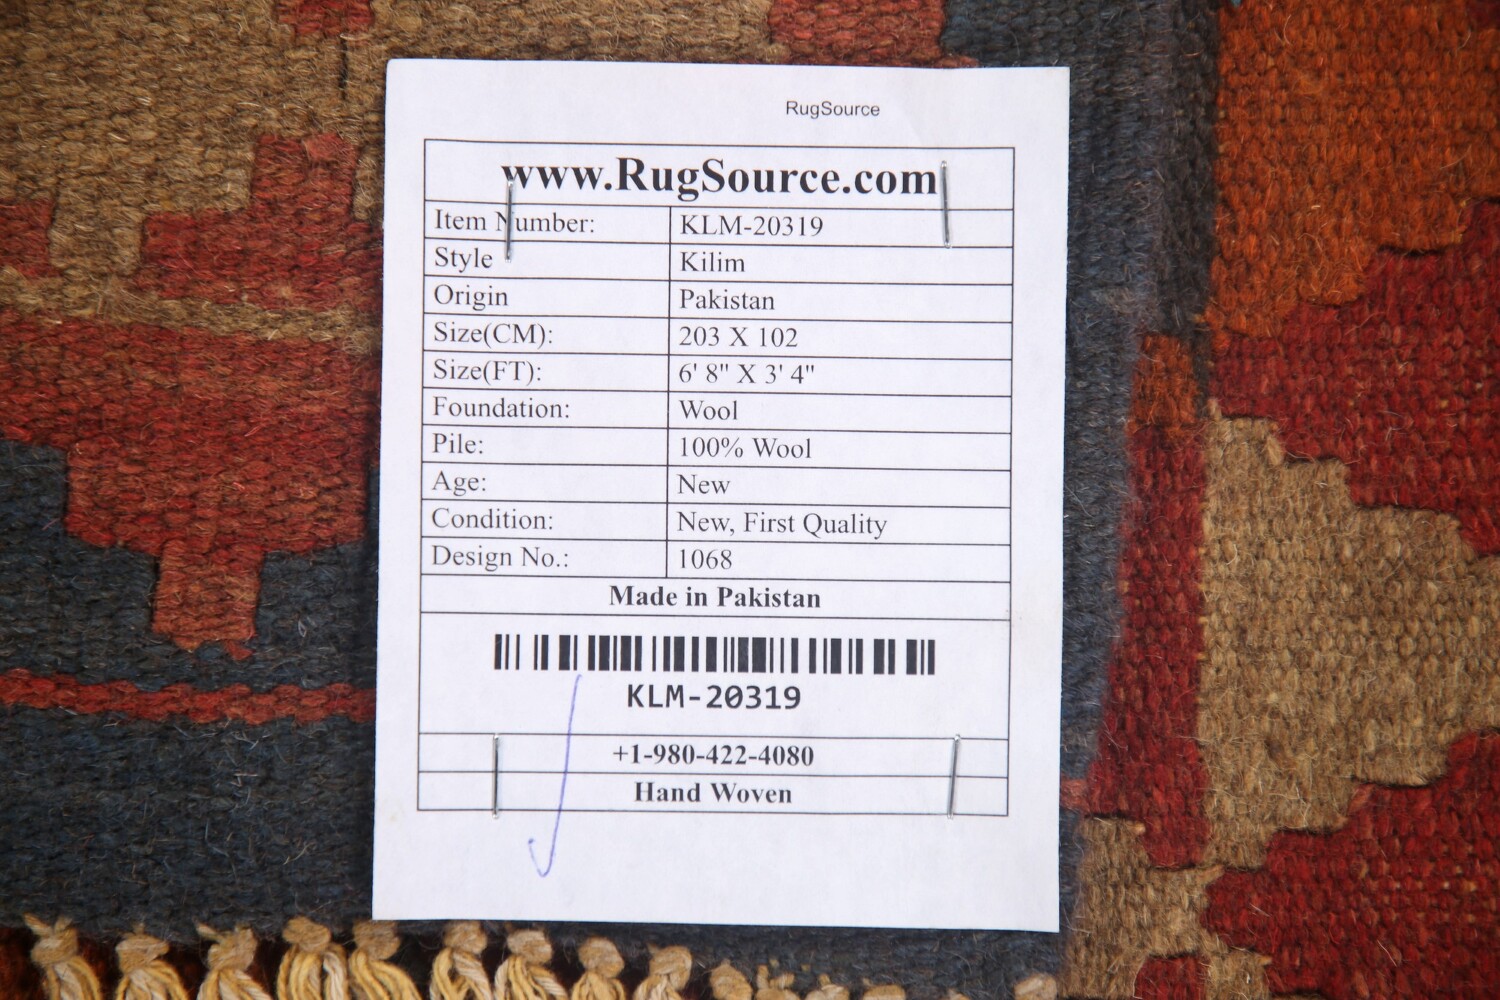 RugSource
www.RugSource.com
Item Number: KLM-20319
Style Kilim
Origin Pakistan
Size(CM): 203 X 102
Size(FT): 6' 8" X 3' 4"
Foundation: Wool
Pile: 100% Wool
Age: New
Condition: New, First Quality
Design No.: 1068
Made in Pakistan
KLM-20319
+1-980-422-4080
Hand Woven